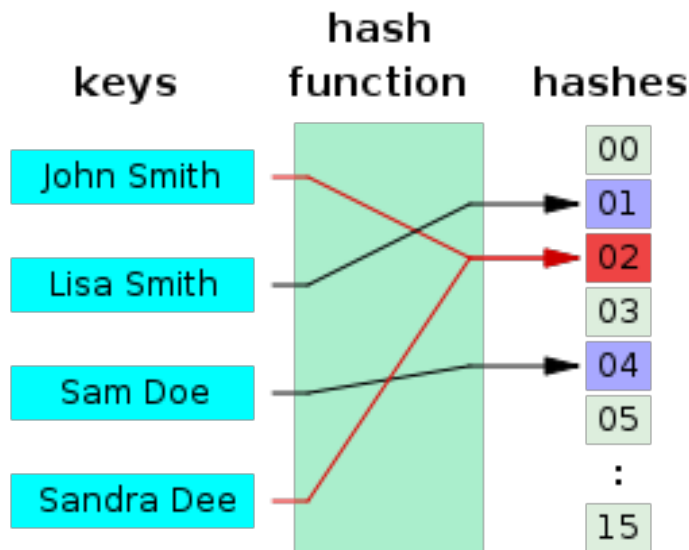 keys
hash
function
hashes
John Smith
Lisa Smith
Sam Doe
Sandra Dee
00
01
02
03
04
05
:
15